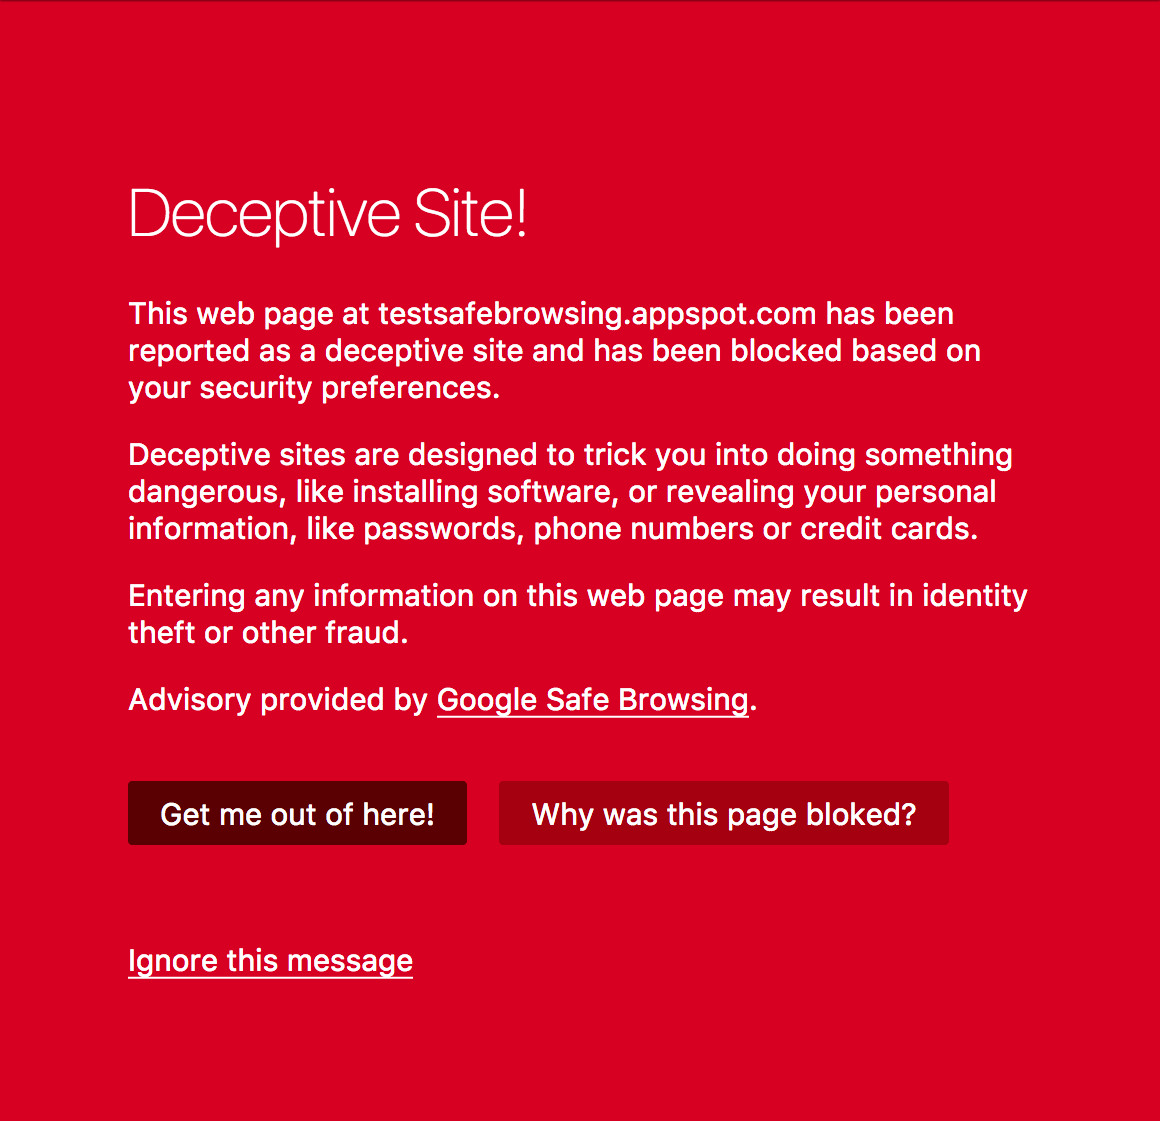 Deceptive Site!
This web page at testsafebrowsing.appspot.com has been
reported as a deceptive site and has been blocked based on
your security preferences.
Deceptive sites are designed to trick you into doing something
dangerous, like installing software, or revealing your personal
information, like passwords, phone numbers or credit cards.
Entering any information on this web page may result in identity
theft or other fraud.
Advisory provided by Google Safe Browsing.
Get me out of here!
Why was this page bloked?
Ignore this message